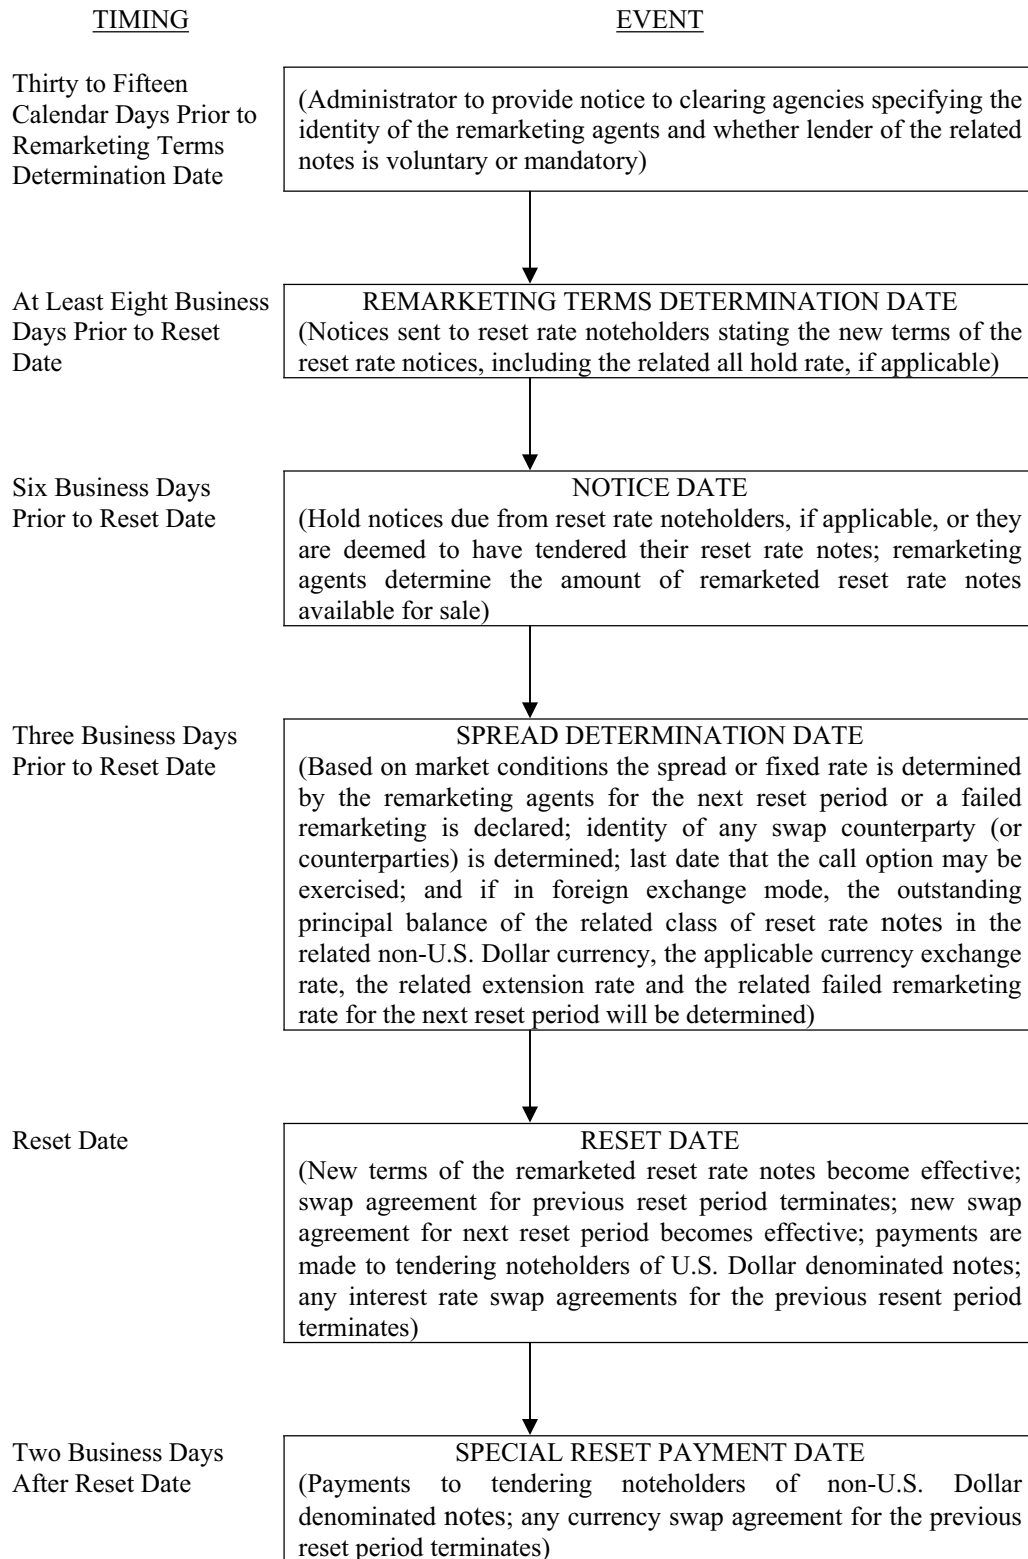 TIMING
EVENT
Thirty to Fifteen
Calendar Days Prior to
Remarketing Terms
Determination Date
(Administrator to provide notice to clearing agencies specifying the
identity of the remarketing agents and whether lender of the related
notes is voluntary or mandatory)
At Least Eight Business
Days Prior to Reset
Date
REMARKETING TERMS DETERMINATION DATE
(Notices sent to reset rate noteholders stating the new terms of the
reset rate notices, including the related all hold rate, if applicable)
Six Business Days
Prior to Reset Date
NOTICE DATE
(Hold notices due from reset rate noteholders, if applicable, or they
are deemed to have tendered their reset rate notes; remarketing
agents determine the amount of remarketed reset rate notes
available for sale)
Three Business Days
Prior to Reset Date
SPREAD DETERMINATION DATE
(Based on market conditions the spread or fixed rate is determined
by the remarketing agents for the next reset period or a failed
remarketing is declared; identity of any swap counterparty (or
counterparties) is determined; last date that the call option may be
exercised; and if in foreign exchange mode, the outstanding
principal balance of the related class of reset rate notes in the
related non-U.S. Dollar currency, the applicable currency exchange
rate, the related extension rate and the related failed remarketing
rate for the next reset period will be determined)
Reset Date
RESET DATE
(New terms of the remarketed reset rate notes become effective;
swap agreement for previous reset period terminates; new swap
agreement for next reset period becomes effective; payments are
made to tendering noteholders of U.S. Dollar denominated notes;
any interest rate swap agreements for the previous resent period
terminates)
Two Business Days
After Reset Date
SPECIAL RESET PAYMENT DATE
(Payments to tendering noteholders of non-U.S. Dollar
denominated notes; any currency swap agreement for the previous
reset period terminates)